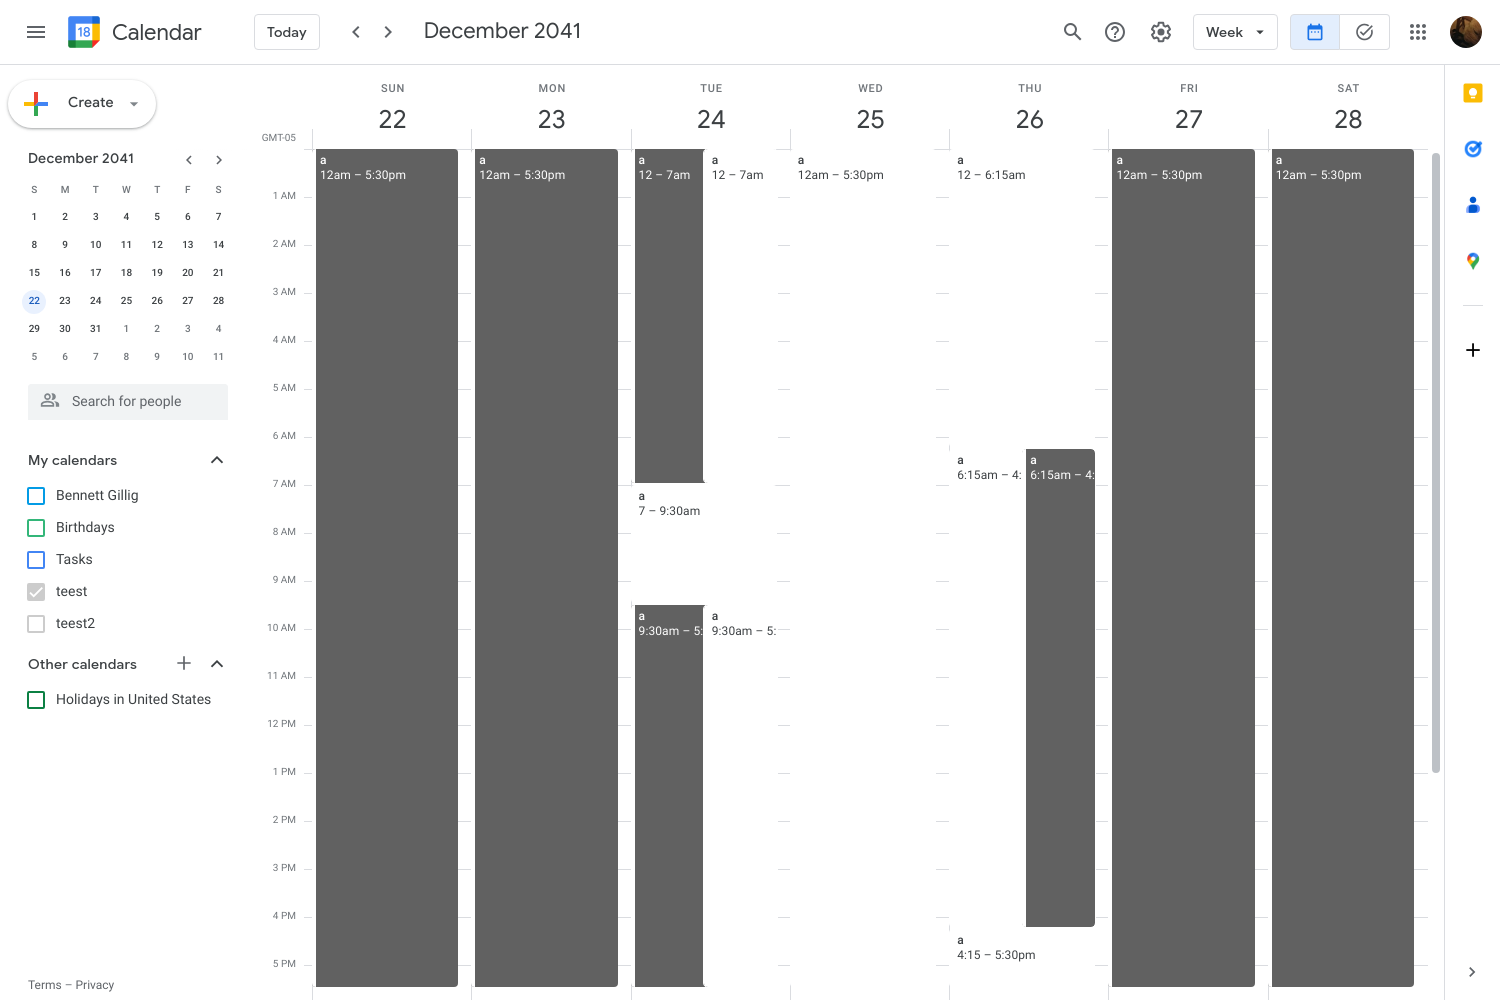 18 Calendar Today December 2041 Week
Create
SUN MON TUE WED THU FRI SAT
22 23 24 25 26 27 28
GMT-05
a a a a a a a a
12am – 5:30pm 12am – 5:30pm 12 – 7am 12 – 7am 12am – 5:30pm 12 – 6:15am 12am – 5:30pm 12am – 5:30pm
December 2041
S M T W T F S
1 2 3 4 5 6 7
8 9 10 11 12 13 14
15 16 17 18 19 20 21
22 23 24 25 26 27 28
29 30 31 1 2 3 4
5 6 7 8 9 10 11
Search for people
My calendars
Bennett Gillig
Birthdays
Tasks
teest
teest2
Other calendars
Holidays in United States
Terms – Privacy
1 AM
2 AM
3 AM
4 AM
5 AM
6 AM
a a
6:15am – 4: 6:15am – 4:
7 AM
a
7 – 9:30am
8 AM
9 AM
a a
10 AM
9:30am – 5: 9:30am – 5:
11 AM
12 PM
1 PM
2 PM
3 PM
4 PM
a
4:15 – 5:30pm
5 PM